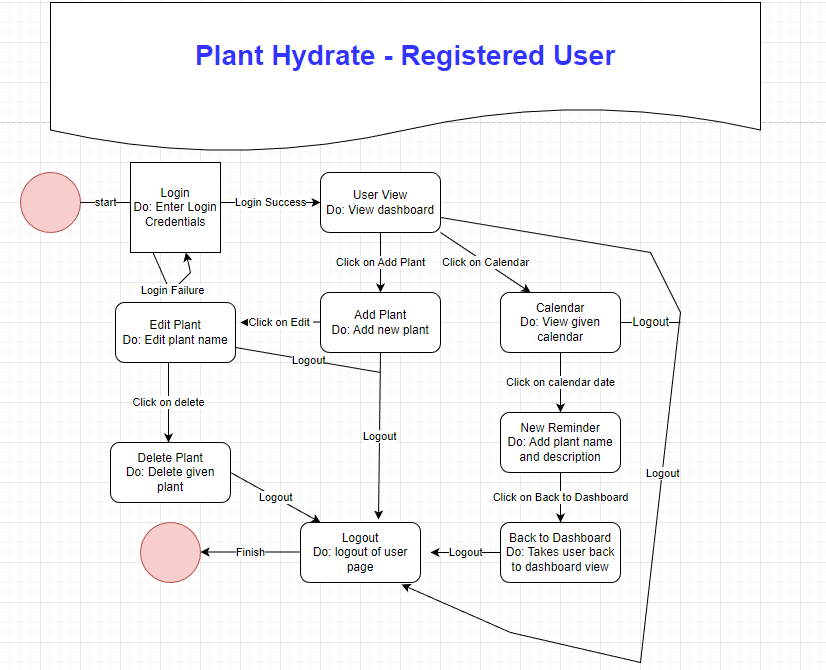 Plant Hydrate - Registered User
start
Login
Do: Enter Login
Credentials
Login Success
User View
Do: View dashboard
Login Failure
Click on Add Plant
Click on Calendar
Edit Plant
Do: Edit plant name
Click on Edit
Add Plant
Do: Add new plant
Calendar
Do: View given
calendar
Logout
Logout
Click on delete
Click on calendar date
Logout
New Reminder
Do: Add plant name
and description
Delete Plant
Do: Delete given
plant
Logout
Logout
Click on Back to Dashboard
Finish
Logout
Do: logout of user
page
Logout
Back to Dashboard
Do: Takes user back
to dashboard view